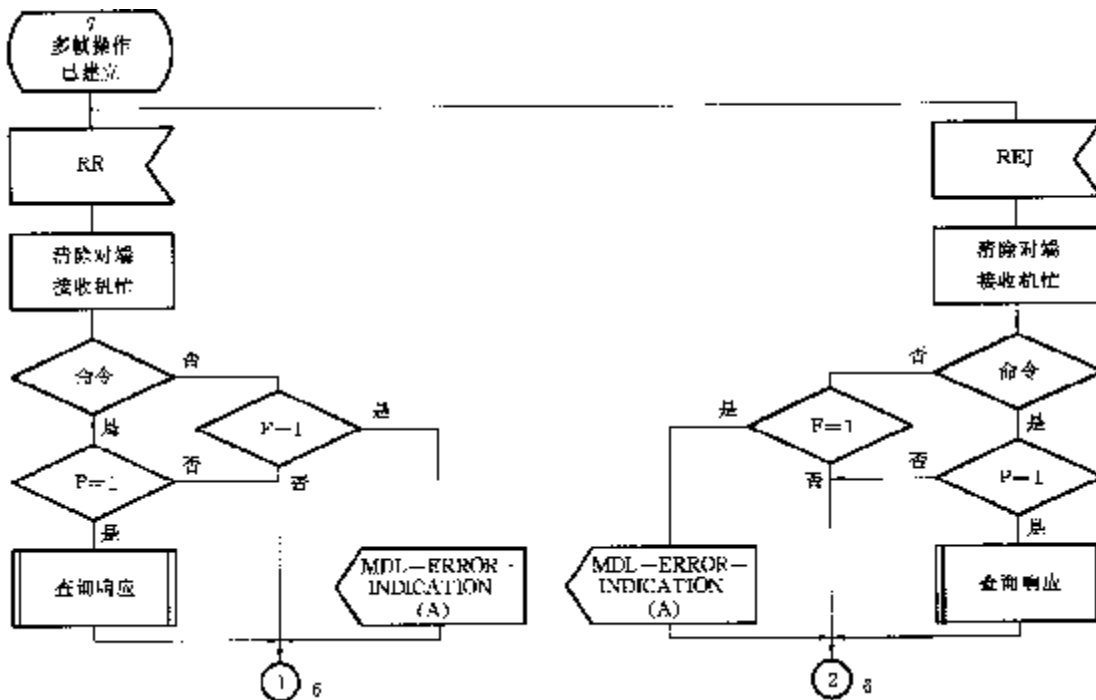 7
多帧操作
已建立
RR
清除对端
接收机忙
命令
否
是
F=1
是
否
P=1
否
是
查询响应
MDL-ERROR-
INDICATION
(A)
1
6
REJ
清除对端
接收机忙
命令
否
是
F=1
是
否
P=1
否
是
MDL-ERROR-
INDICATION
(A)
查询响应
2